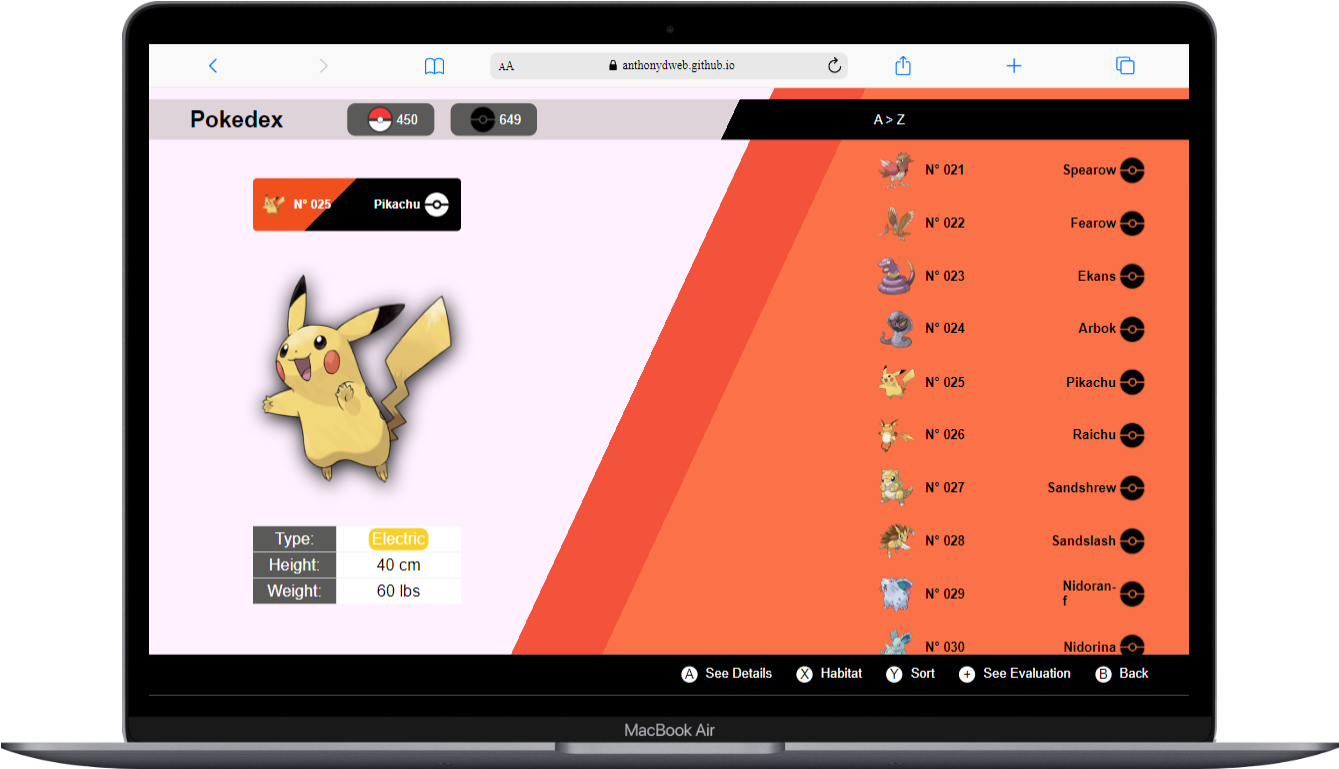 AA anthonydweb.github.io
Pokedex 450 649 A > Z
N° 025 Pikachu
Type: Electric
Height: 40 cm
Weight: 60 lbs
N° 021 Spearow
N° 022 Fearow
N° 023 Ekans
N° 024 Arbok
N° 025 Pikachu
N° 026 Raichu
N° 027 Sandshrew
N° 028 Sandslash
N° 029 Nidoran-
f
N° 030 Nidorina
A See Details X Habitat Y Sort + See Evaluation B Back
MacBook Air